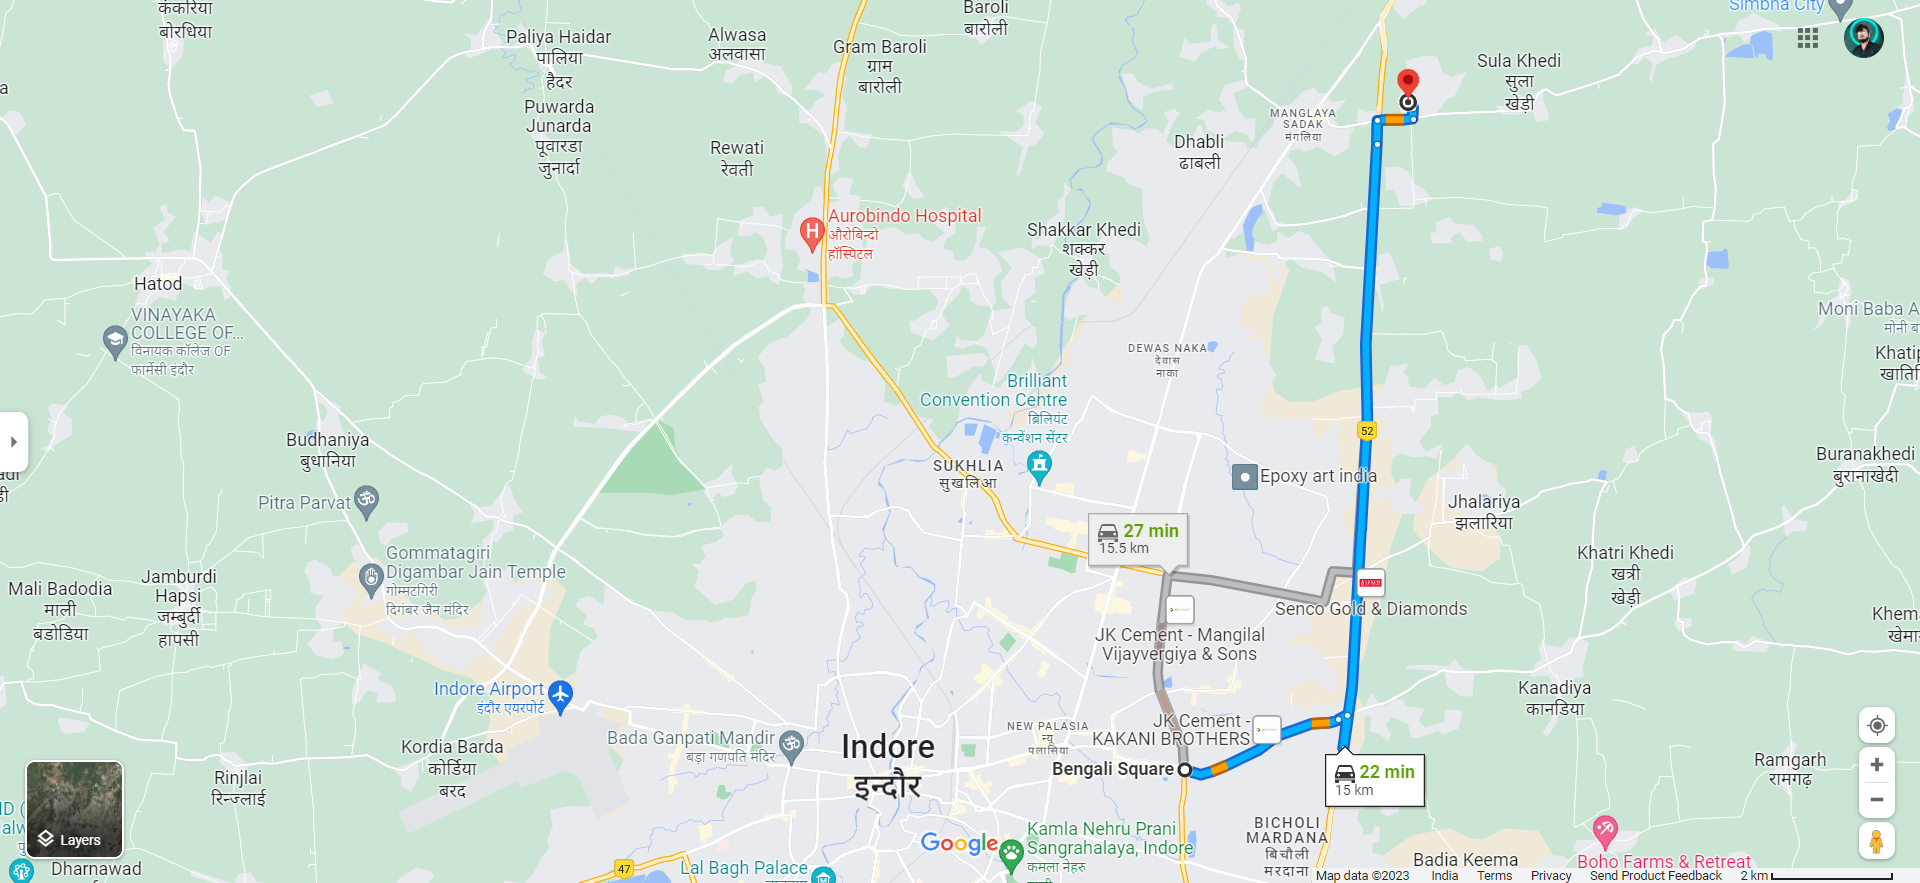 कंकरिया
बोरधिया
Paliya Haidar
पालिया
हैदर
Puwarda
Junarda
पूवारडा
जुनार्दा
Alwasa
अलवासा
Gram Baroli
ग्राम
बारोली
Baroli
बारोली
Simbha City
Sula Khedi
सुला
खेड़ी
MANGLAYA
SADAK
मंगलिया
Dhabli
ढाबली
Rewati
रेवती
Aurobindo Hospital
औरोबिन्दो
हॉस्पिटल
H
Shakkar Khedi
शक्कर
खेड़ी
Hatod
VINAYAKA
COLLEGE OF...
विनायक कॉलेज OF
फार्मेसी इंदौर
Moni Baba A
मोनी
DEWAS NAKA
देवास
नाका
Brilliant
Convention Centre
ब्रिलियंट
कन्वेंशन सेंटर
52
Budhaniya
बुधानिया
SUKHLIA
सुखलिआ
Epoxy art india
Buranakhedi
बुरानाखेदी
Pitra Parvat
Jhalariya
झलारिया
27 min
15.5 km
Gommatagiri
Digambar Jain Temple
गोम्मटगिरी
दिगंबर जैन मंदिर
Khatri Khedi
खत्री
खेड़ी
Mali Badodia
माली
बडोडिया
Jamburdi
Hapsi
जम्बुर्दी
हापसी
Senco Gold & Diamonds
JK Cement - Mangilal
Vijayvergiya & Sons
Indore Airport
इंदौर एयरपोर्ट
Kanadiya
कानडिया
NEW PALASIA
न्यू
पलासिया
JK Cement -
KAKANI BROTHERS
Bada Ganpati Mandir
बड़ा गणपति मंदिर
Indore
इन्दौर
Kordia Barda
कोर्डिया
बरद
Bengali Square
22 min
15 km
Rinjlai
रिन्जलाई
Ramgarh
रामगढ़
BICHOLI
MARDANA
बिचौली
मरदाना
Layers
Google
Kamla Nehru Prani
Sangrahalaya, Indore
कमला नेहरु
47
Lal Bagh Palace
Dharnawad
Badia Keema
Boho Farms & Retreat
Map data ©2023 India Terms Privacy Send Product Feedback 2 km